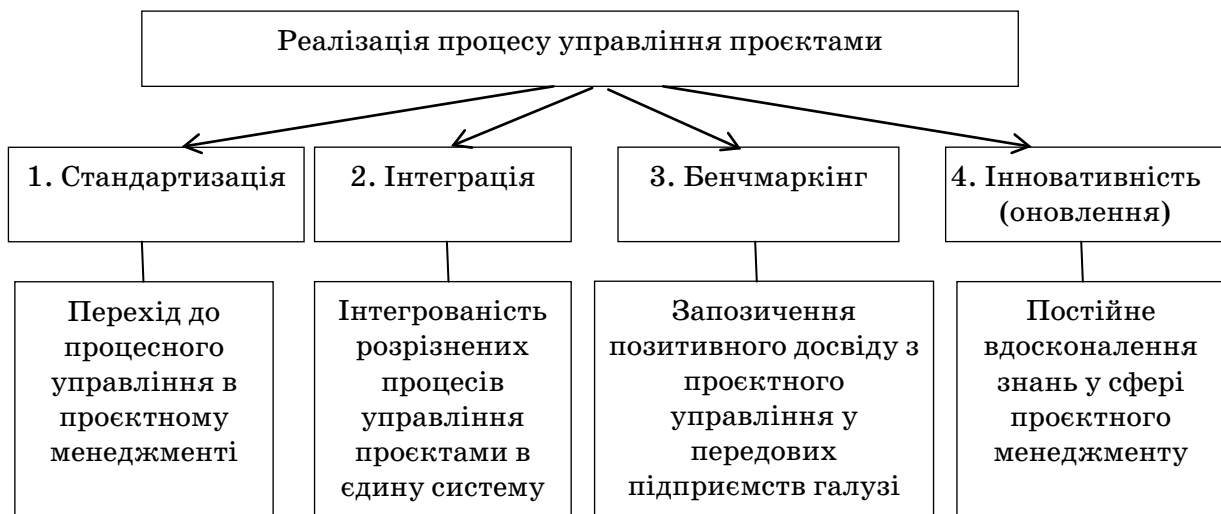 Реалізація процесу управління проєктами
1. Стандартизація
2. Інтеграція
3. Бенчмаркінг
4. Інновативність
(оновлення)
Перехід до
процесного
управління в
проєктному
менеджменті
Інтегрованість
розрізнених
процесів
управління
проєктами в
єдину систему
Запозичення
позитивного досвіду з
проєктного
управління у
передових
підприємств галузі
Постійне
вдосконалення
знань у сфері
проєктного
менеджменту